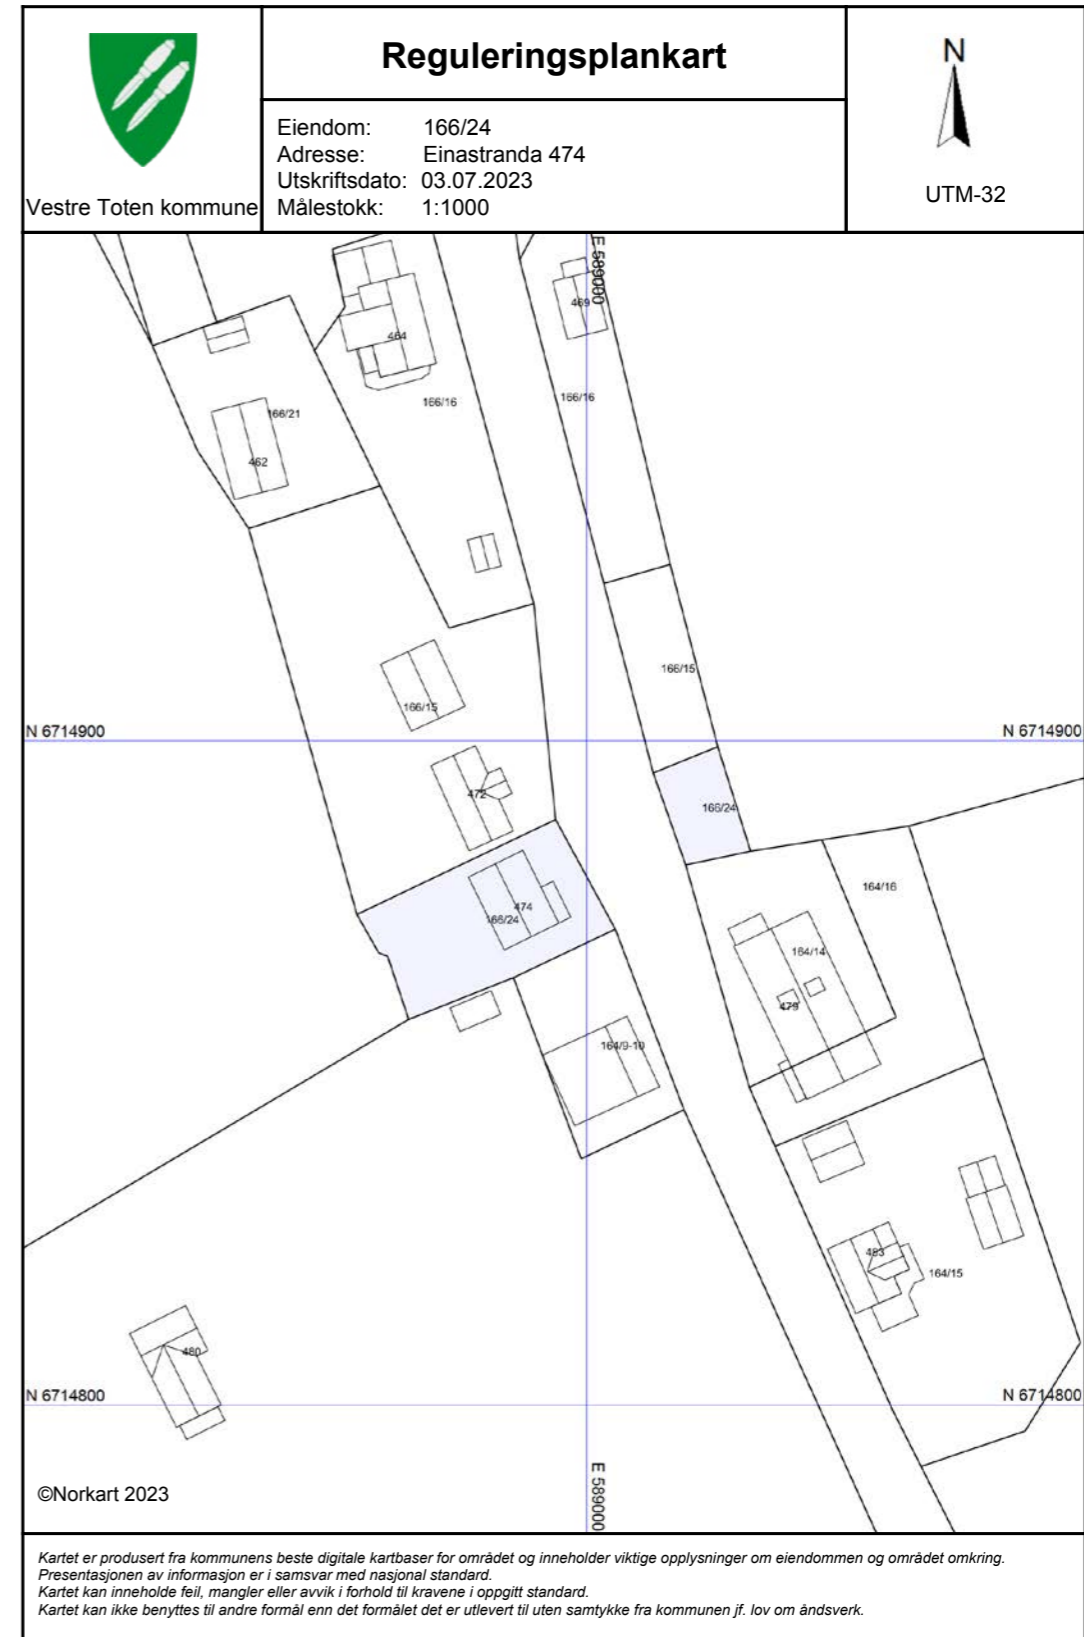 Reguleringsplankart
Eiendom: 166/24
Adresse: Einastranda 474
Utskriftsdato: 03.07.2023
Målestokk: 1:1000
Vestre Toten kommune
N
UTM-32
E 589000
469
464
166/16
166/16
166/21
462
166/15
166/15
N 6714900
N 6714900
472
166/24
164/16
474
166/24
164/14
479
164/9-10
483
164/15
480
N 6714800
N 6714800
E 589000
©Norkart 2023
Kartet er produsert fra kommunens beste digitale kartbaser for området og inneholder viktige opplysninger om eiendommen og området omkring.
Presentasjonen av informasjon er i samsvar med nasjonal standard.
Kartet kan inneholde feil, mangler eller avvik i forhold til kravene i oppgitt standard.
Kartet kan ikke benyttes til andre formål enn det formålet det er utlevert til uten samtykke fra kommunen jf. lov om åndsverk.